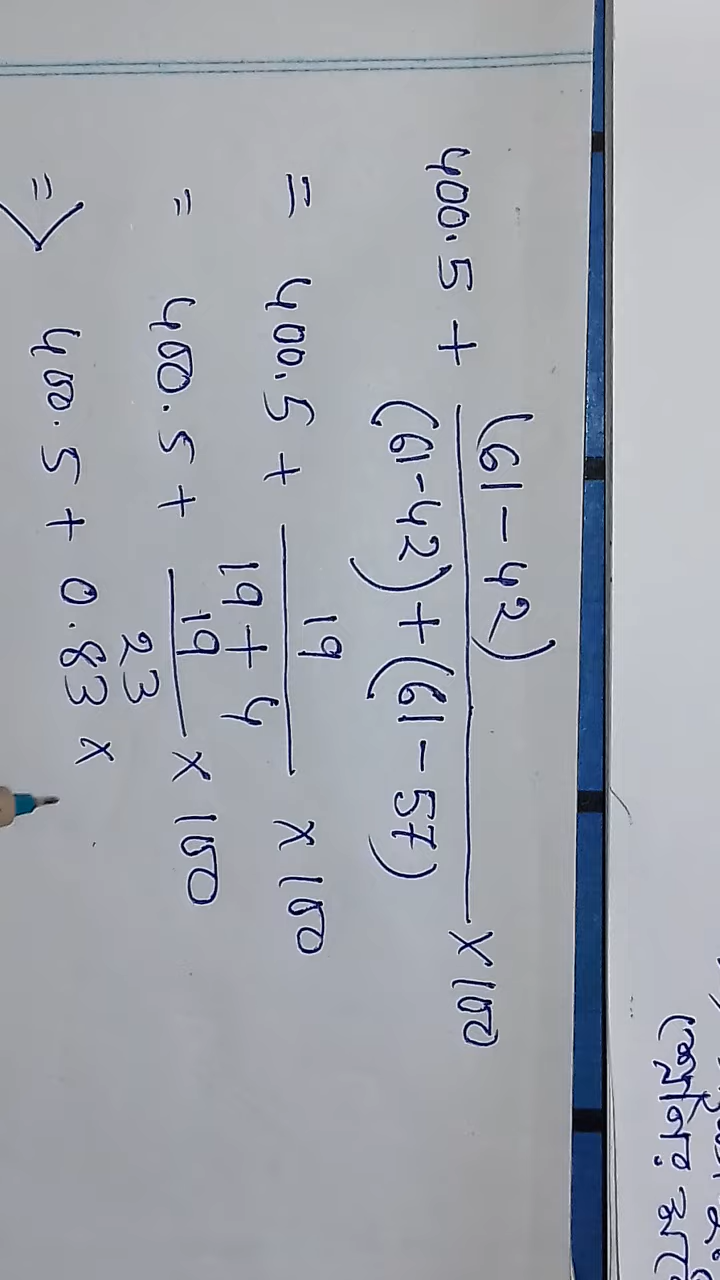 400.5 + (61 - 42) / (61-42) + (61 - 57) × 100
= 400.5 + 19 / 19 + 4 × 100
= 400.5 + 19 / 23 × 100
=> 400.5 + 0.83 ×